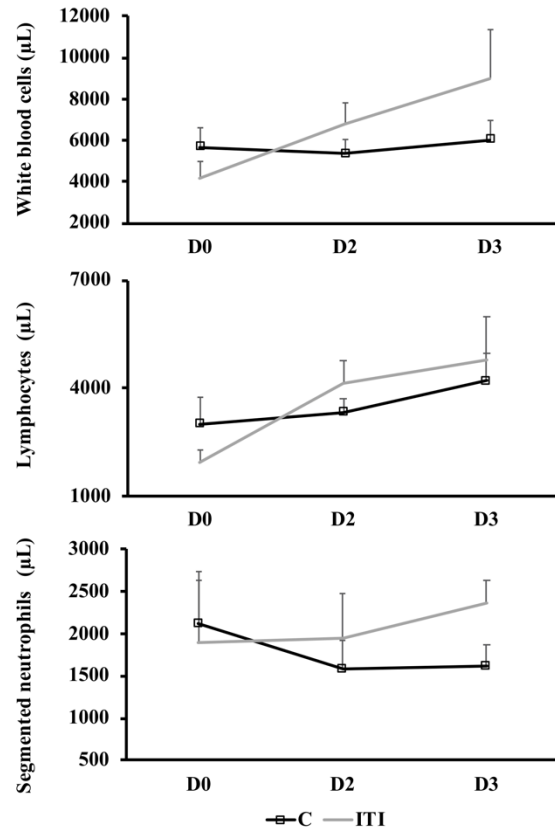 White blood cells (µL)
12000
10000
8000
6000
4000
2000
D0 D2 D3
Lymphocytes (µL)
7000
4000
1000
D0 D2 D3
Segmented neutrophils (µL)
3000
2500
2000
1500
1000
500
D0 D2 D3
C ITI